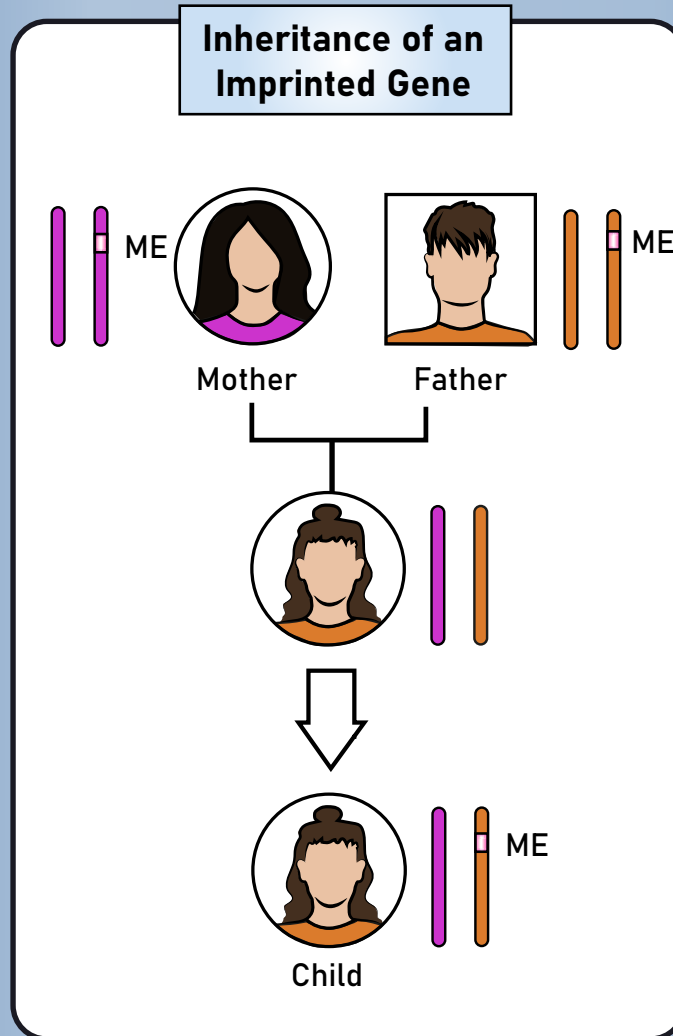 Inheritance of an
Imprinted Gene
ME
ME
Mother
Father
ME
Child